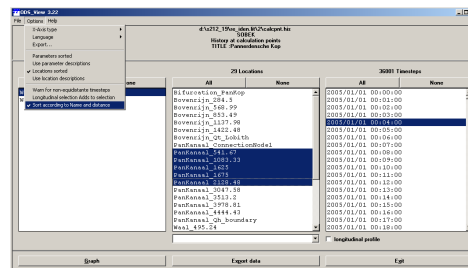 ODS_View 3.22
File Options Help
X-Axis type
Language
Export...
Parameters sorted
Use parameter descriptions
Locations sorted
Use location descriptions
Warn for non-equidistante timesteps
Longitudinal selection Adds to selection
Sort according to Name and distance
d:\s212_19\se_iden.lit\2\calcpnt.his
SOBEK
History at calculation points
TITLE :Pannerdensche Kop
29 Locations
36001 Timesteps
one
All
None
All
None
Bifurcation_PanKop
Bovenrijn_284.5
Bovenrijn_568.99
Bovenrijn_853.49
Bovenrijn_1137.98
Bovenrijn_1422.48
Bovenrijn_Qt_Lobith
PanKanaal_ConnectionNode1
PanKanaal_541.67
PanKanaal_1083.33
PanKanaal_1625
PanKanaal_1675
PanKanaal_2128.48
PanKanaal_3047.58
PanKanaal_3513.2
PanKanaal_3978.81
PanKanaal_4444.43
PanKanaal_Qh_boundary
Waal_495.24
2005/01/01 00:00:00
2005/01/01 00:01:00
2005/01/01 00:02:00
2005/01/01 00:03:00
2005/01/01 00:04:00
2005/01/01 00:05:00
2005/01/01 00:06:00
2005/01/01 00:07:00
2005/01/01 00:08:00
2005/01/01 00:09:00
2005/01/01 00:10:00
2005/01/01 00:11:00
2005/01/01 00:12:00
2005/01/01 00:13:00
2005/01/01 00:14:00
2005/01/01 00:15:00
2005/01/01 00:16:00
2005/01/01 00:17:00
2005/01/01 00:18:00
longitudinal profile
Graph
Export data
Exit